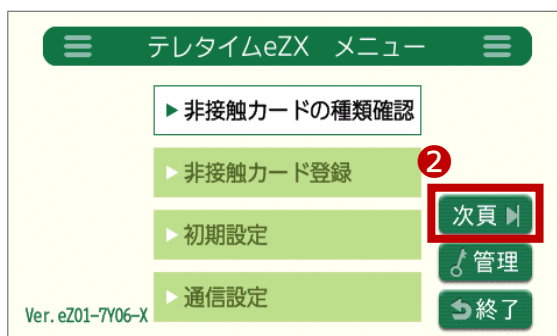 テレタイムeZX メニュー
▶非接触カードの種類確認
▶非接触カード登録
2
次頁
▶初期設定
管理
▶通信設定
終了
Ver.eZ01-7Y06-X